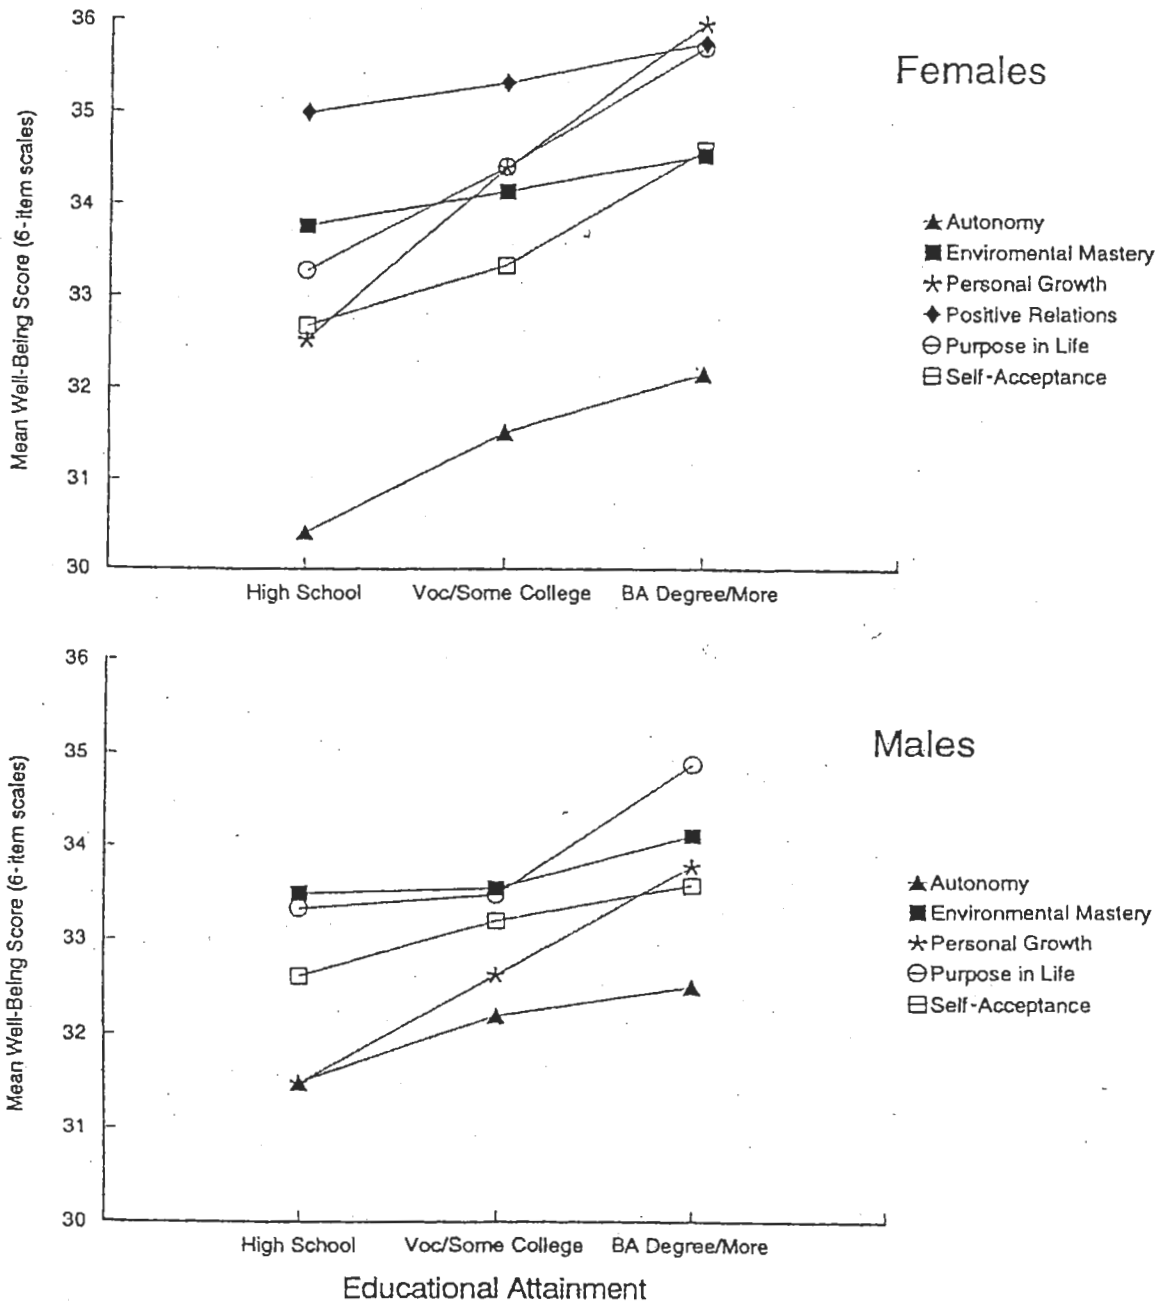 36
35
34
33
32
31
30
Mean Well-Being Score (6-item scales)
Females
Autonomy
Enviromental Mastery
Personal Growth
Positive Relations
Purpose in Life
Self-Acceptance
High School
Voc/Some College
BA Degree/More
36
35
34
33
32
31
30
Mean Well-Being Score (6-item scales)
Males
Autonomy
Environmental Mastery
Personal Growth
Purpose in Life
Self-Acceptance
High School
Voc/Some College
BA Degree/More
Educational Attainment